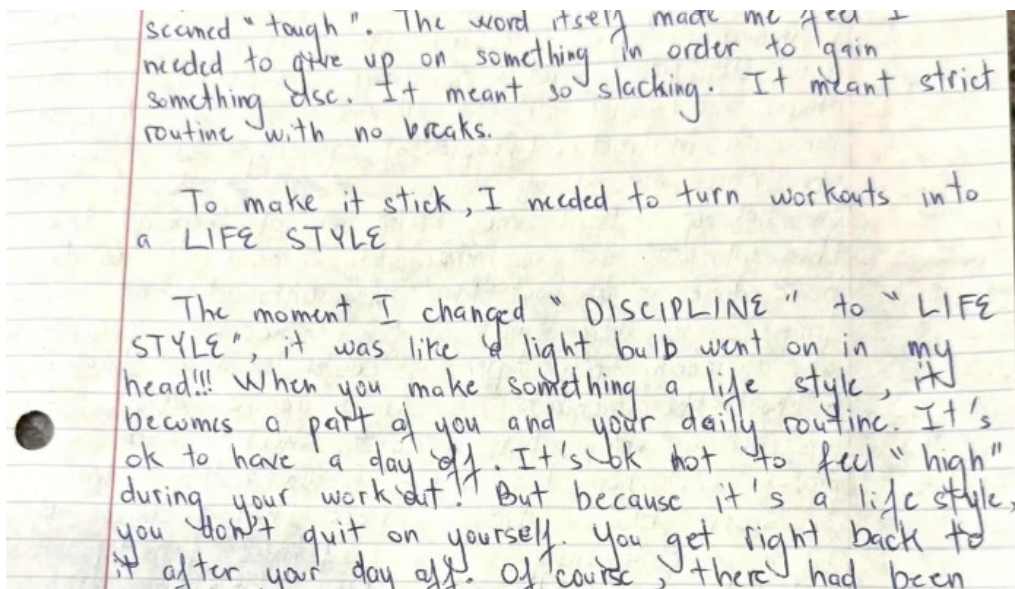 seemed "tough". The word itself made me feel I
needed to give up on something in order to gain
something else. It meant so slacking. It meant strict
routine with no breaks.
To make it stick, I needed to turn workouts into
a LIFE STYLE
The moment I changed "DISCIPLINE" to "LIFE
STYLE", it was like a light bulb went on in my
head!!! When you make something a life style, it
becomes a part of you and your daily routine. It's
ok to have a day off. It's ok not to feel "high"
during your work out!! But because it's a life style,
you don't quit on yourself. You get right back to
it after your day off. Of course, there had been